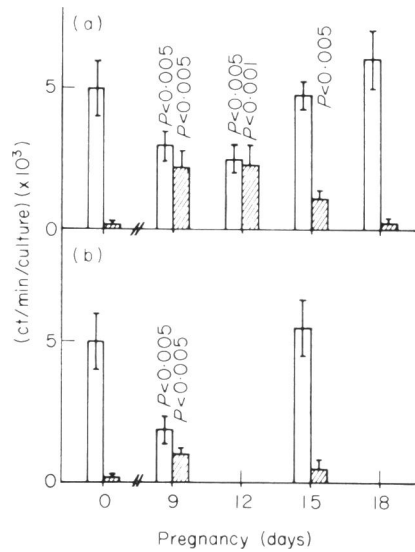 (a)
5
0
P<0·005
P<0·005
P<0·005
P<0·001
P<0·005
(ct/min/culture) (x10³)
(b)
5
0
P<0·005
P<0·005
0 9 12 15 18
Pregnancy (days)